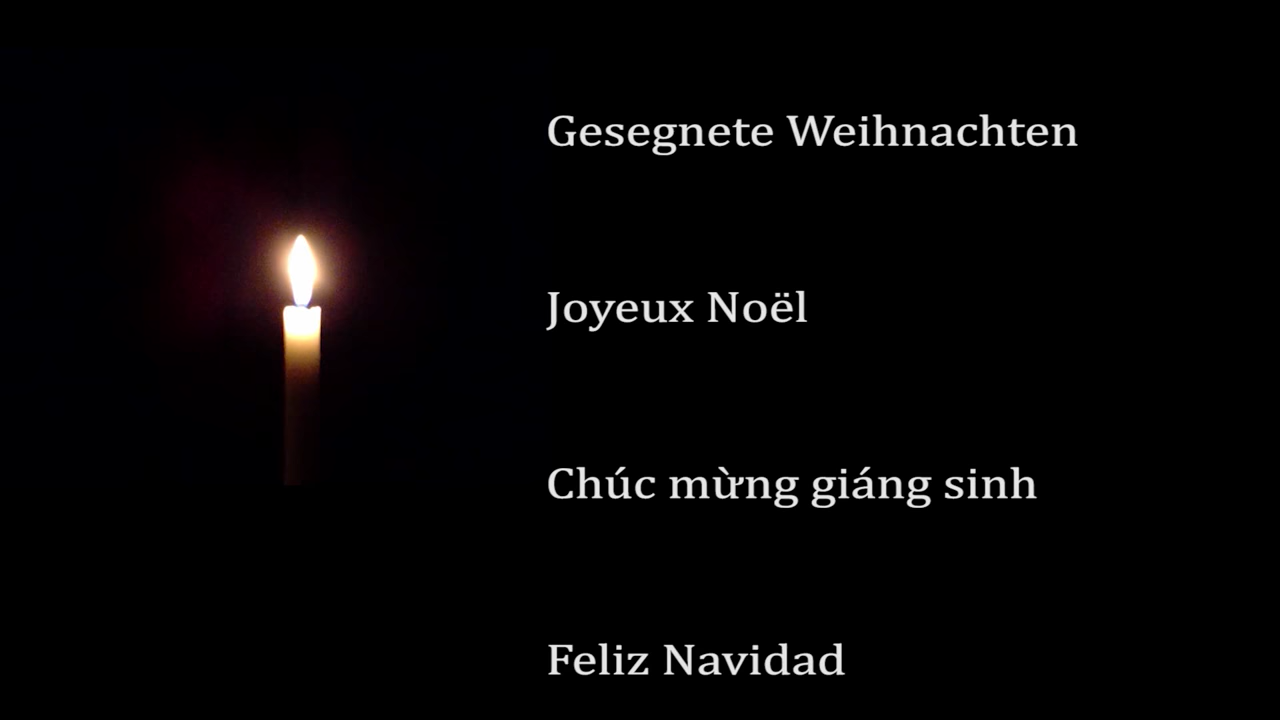 Gesegnete Weihnachten
Joyeux Noël
Chúc mừng giáng sinh
Feliz Navidad